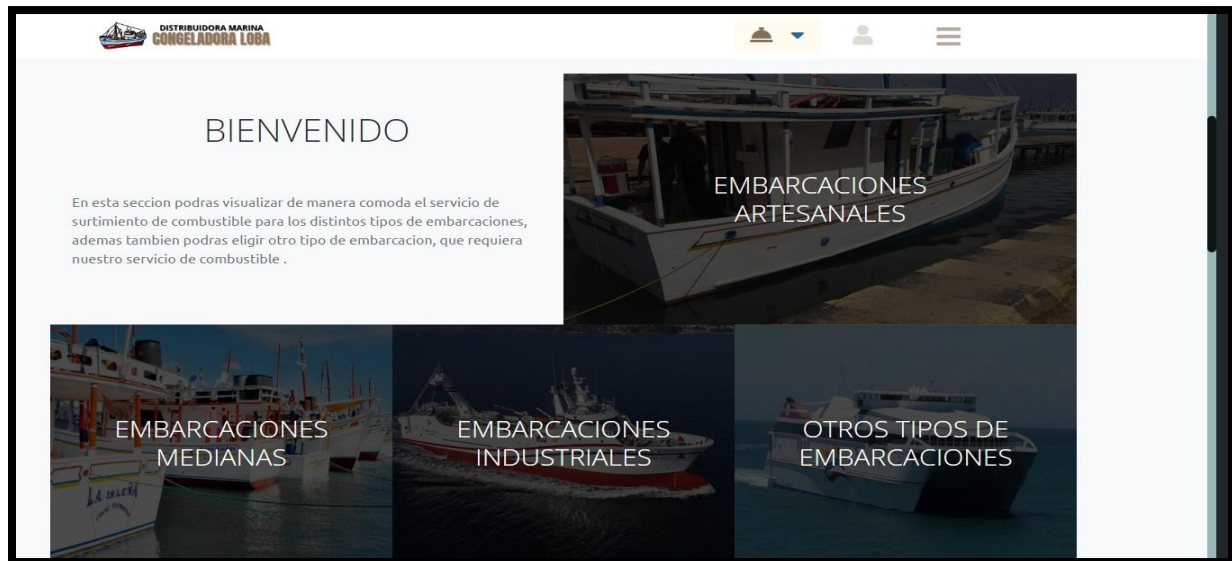 DISTRIBUIDORA MARINA
CONGELADORA LOBA
BIENVENIDO
En esta seccion podras visualizar de manera comoda el servicio de
surtimiento de combustible para los distintos tipos de embarcaciones,
ademas tambien podras eligir otro tipo de embarcacion, que requiera
nuestro servicio de combustible .
EMBARCACIONES
ARTESANALES
EMBARCACIONES
MEDIANAS
LA ISLEÑA
EMBARCACIONES
INDUSTRIALES
OTROS TIPOS DE
EMBARCACIONES